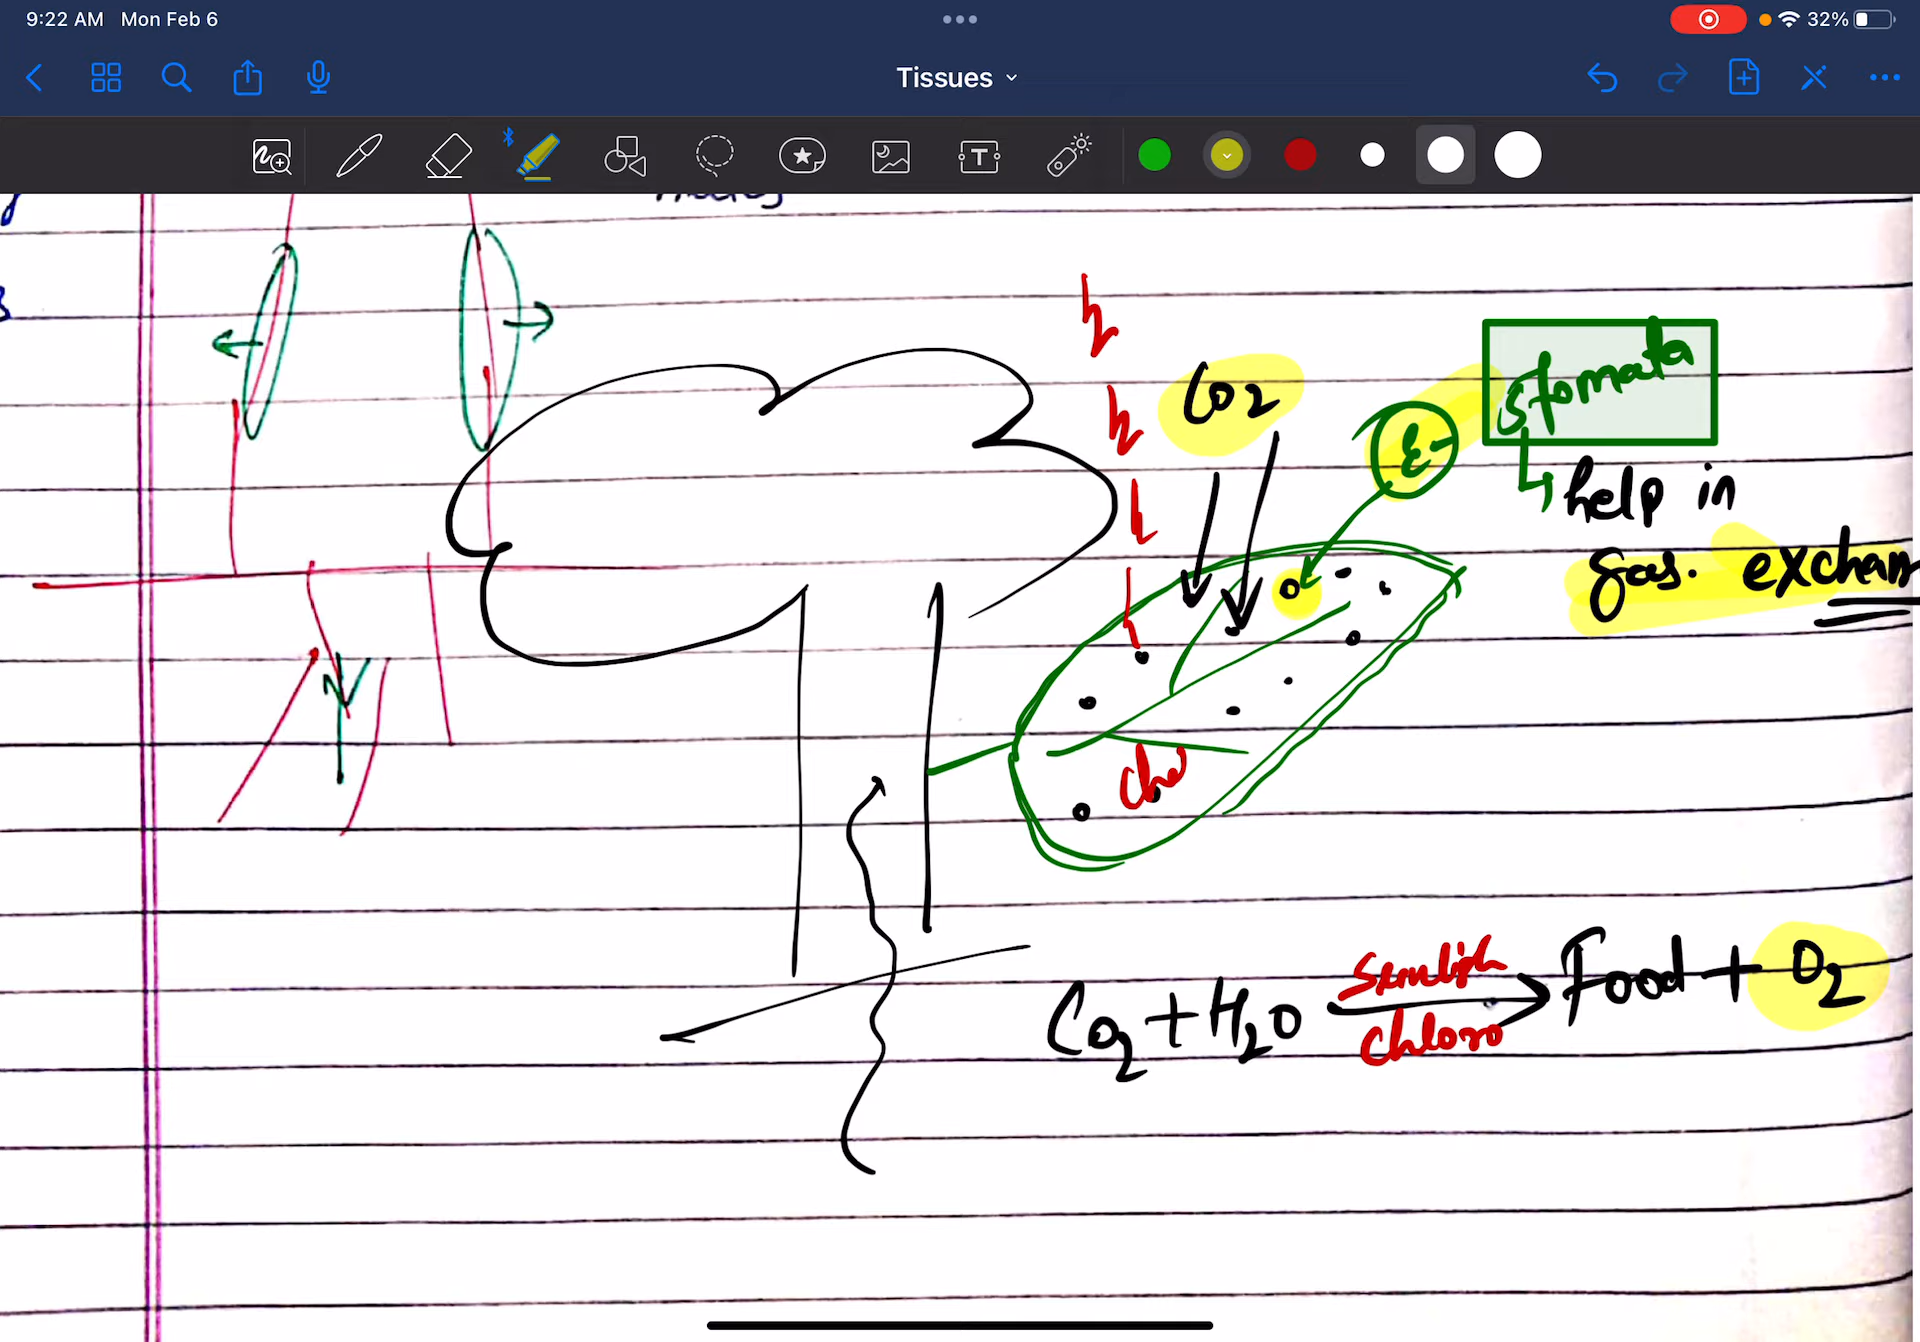 9:22 AM Mon Feb 6
32%
Tissues
T
Co2
stomata
help in
gas. exchan
chl
Co2 + H2O
chloro
Food + O2